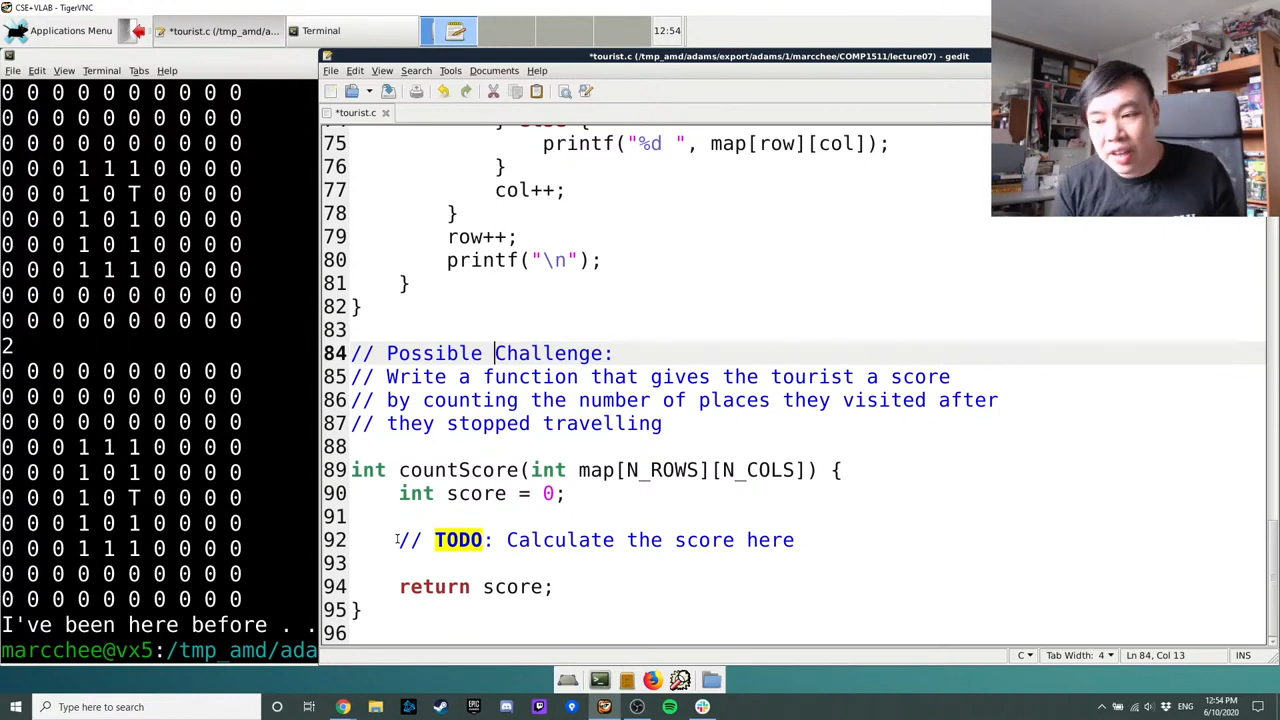 CSE+VLAB - TigerVNC
Applications Menu
*tourist.c (/tmp_amd/a...
Terminal
12:54
File Edit View Terminal Tabs Help
0 0 0 0 0 0 0 0 0 0
0 0 0 0 0 0 0 0 0 0
0 0 0 0 0 0 0 0 0 0
0 0 0 1 1 1 0 0 0 0
0 0 0 1 0 T 0 0 0 0
0 0 0 1 0 1 0 0 0 0
0 0 0 1 0 1 0 0 0 0
0 0 0 1 1 1 0 0 0 0
0 0 0 0 0 0 0 0 0 0
0 0 0 0 0 0 0 0 0 0
2
0 0 0 0 0 0 0 0 0 0
0 0 0 0 0 0 0 0 0 0
0 0 0 0 0 0 0 0 0 0
0 0 0 1 1 1 0 0 0 0
0 0 0 1 0 1 0 0 0 0
0 0 0 1 0 T 0 0 0 0
0 0 0 1 0 1 0 0 0 0
0 0 0 1 1 1 0 0 0 0
0 0 0 0 0 0 0 0 0 0
0 0 0 0 0 0 0 0 0 0
I've been here before . .
marcchee@vx5:/tmp_amd/ada
*tourist.c (/tmp_amd/adams/export/adams/1/marcchee/COMP1511/lecture07) - gedit
File Edit View Search Tools Documents Help
*tourist.c
75 printf("%d ", map[row][col]);
76 }
77 col++;
78 }
79 row++;
80 printf("\n");
81 }
82 }
83
84 // Possible Challenge:
85 // Write a function that gives the tourist a score
86 // by counting the number of places they visited after
87 // they stopped travelling
88
89 int countScore(int map[N_ROWS][N_COLS]) {
90 int score = 0;
91
92 // TODO: Calculate the score here
93
94 return score;
95 }
96
C Tab Width: 4 Ln 84, Col 13 INS
Type here to search
EPIC
ENG
12:54 PM
6/10/2020